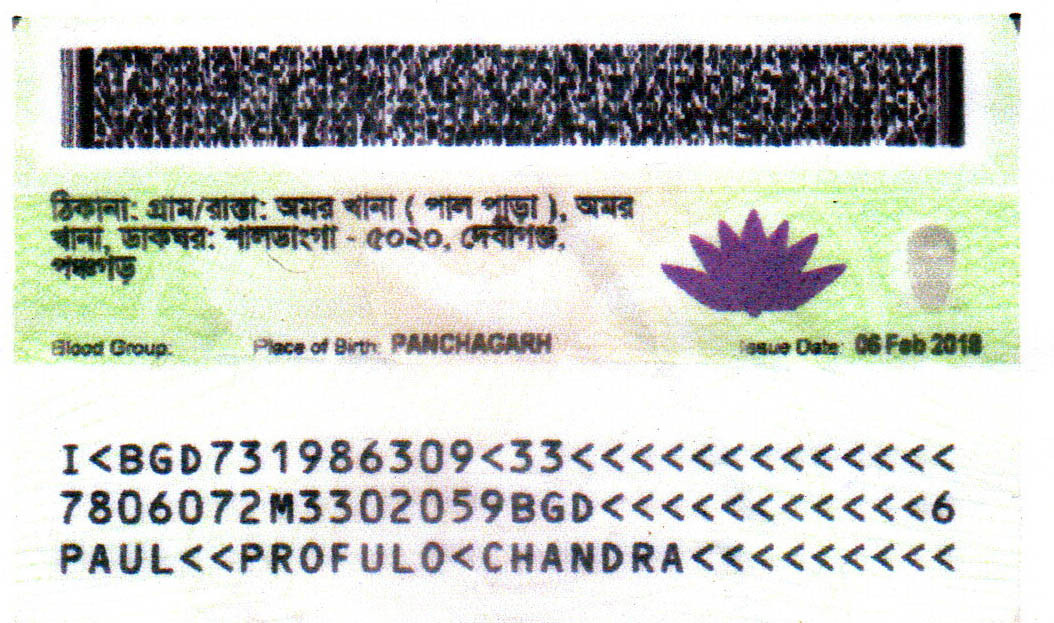 ঠিকানা: গ্রাম/রাস্তা: অমর খানা ( পাল পাড়া ), অমর
খানা, ডাকঘর: শালডাংগা - ৫০২০, দেবীগঞ্জ,
পঞ্চগড়
Blood Group: Place of Birth: PANCHAGARH Issue Date: 06 Feb 2018
I<BGD731986309<33<<<<<<<<<<<<<
7806072M3302059BGD<<<<<<<<<<<6
PAUL<<PROFULO<CHANDRA<<<<<<<<<